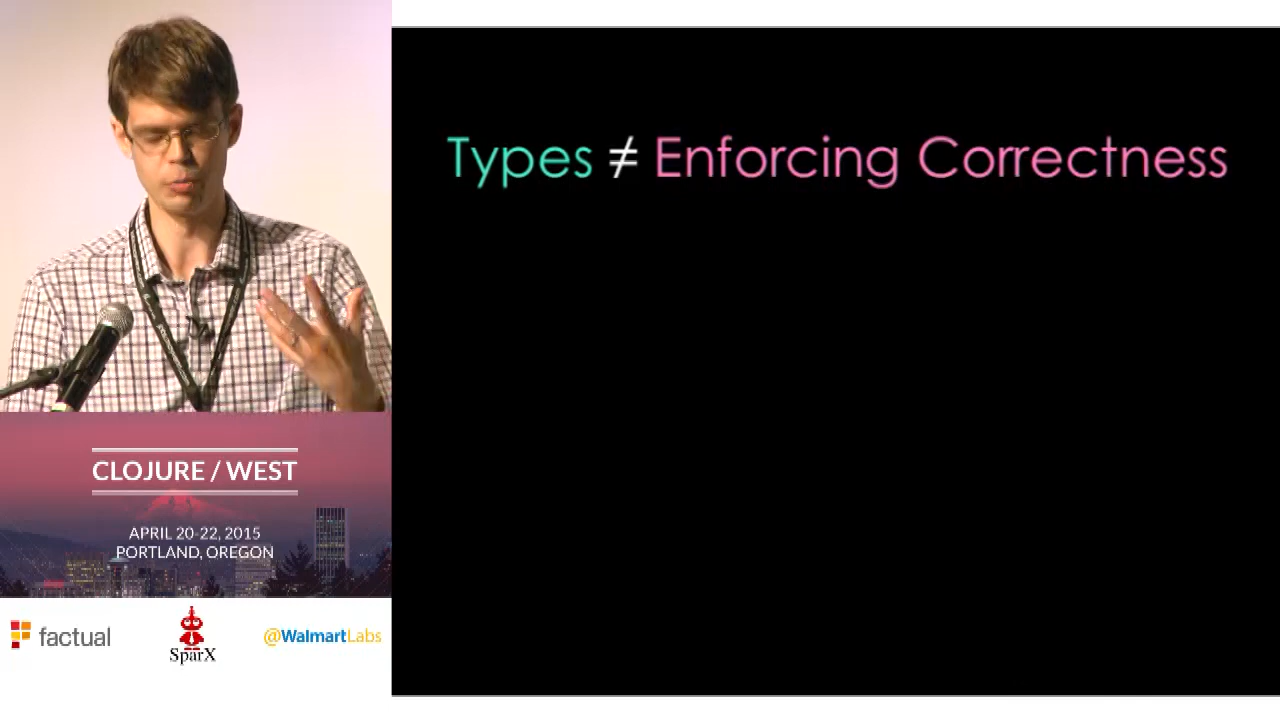 Types ≠ Enforcing Correctness
CLOJURE / WEST
APRIL 20-22, 2015
PORTLAND, OREGON
factual
SparX
@WalmartLabs